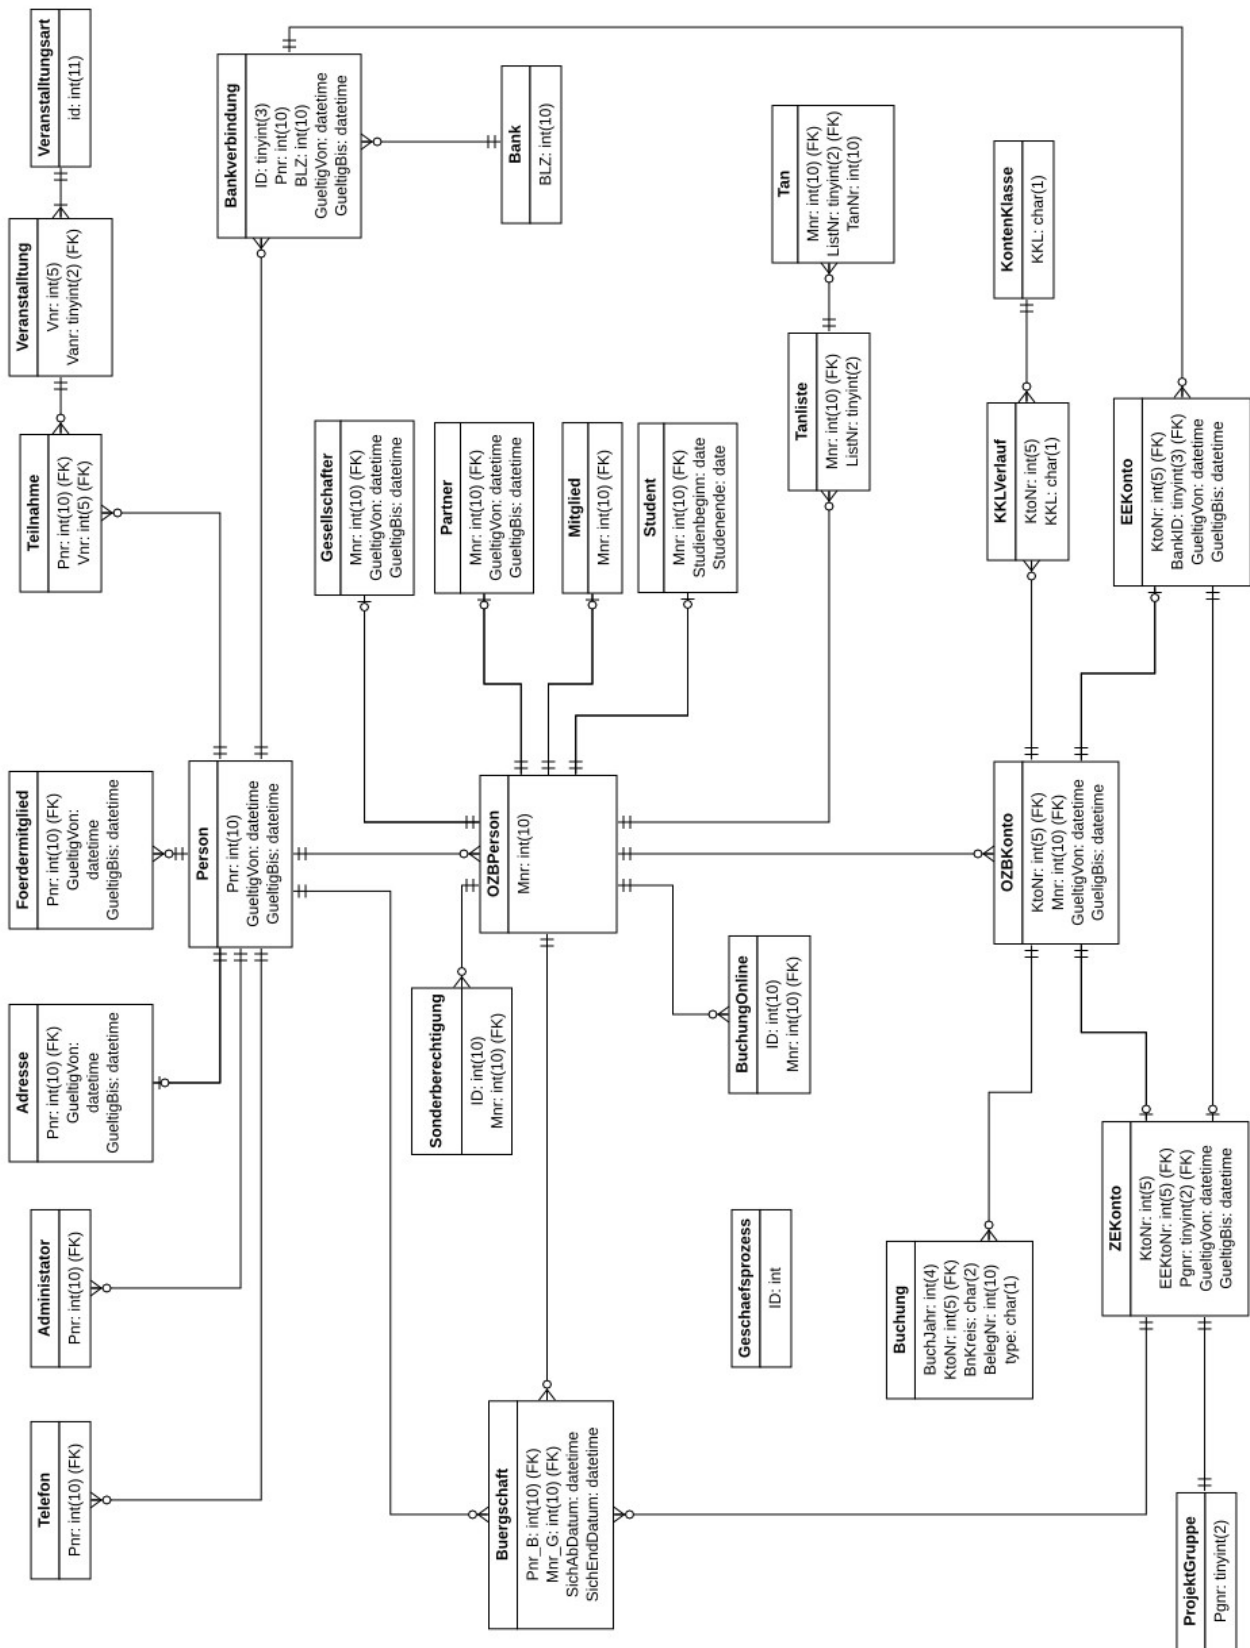 Telefon
Pnr: int(10) (FK)
Administator
Pnr: int(10) (FK)
Adresse
Pnr: int(10) (FK)
GueltigVon:
datetime
GueltigBis: datetime
Foerdermitglied
Pnr: int(10) (FK)
GueltigVon:
datetime
GueltigBis: datetime
Teilnahme
Pnr: int(10) (FK)
Vnr: int(5) (FK)
Veranstalltung
Vnr: int(5)
Vanr: tinyint(2) (FK)
Veranstalltungsart
id: int(11)
Person
Pnr: int(10)
GueltigVon: datetime
GueltigBis: datetime
Bankverbindung
ID: tinyint(3)
Pnr: int(10)
BLZ: int(10)
GueltigVon: datetime
GueltigBis: datetime
Gesellschafter
Mnr: int(10) (FK)
GueltigVon: datetime
GueltigBis: datetime
Sonderberechtigung
ID: int(10)
Mnr: int(10) (FK)
Partner
Mnr: int(10) (FK)
GueltigVon: datetime
GueltigBis: datetime
Buergschaft
Pnr_B: int(10) (FK)
Mnr_G: int(10) (FK)
SichAbDatum: datetime
SichEndDatum: datetime
OZBPerson
Mnr: int(10)
Bank
BLZ: int(10)
Mitglied
Mnr: int(10) (FK)
Student
Mnr: int(10) (FK)
Studienbeginn: date
Studenende: date
Geschaefsprozess
ID: int
BuchungOnline
ID: int(10)
Mnr: int(10) (FK)
Tanliste
Mnr: int(10) (FK)
ListNr: tinyint(2)
Tan
Mnr: int(10) (FK)
ListNr: tinyint(2) (FK)
TanNr: int(10)
Buchung
BuchJahr: int(4)
KtoNr: int(5) (FK)
BnKreis: char(2)
BelegNr: int(10)
type: char(1)
OZBKonto
KtoNr: int(5) (FK)
Mnr: int(10) (FK)
GueltigVon: datetime
GueligBis: datetime
KKLVerlauf
KtoNr: int(5)
KKL: char(1)
KontenKlasse
KKL: char(1)
ZEKonto
KtoNr: int(5)
EEKtoNr: int(5) (FK)
Pgnr: tinyint(2) (FK)
GueltigVon: datetime
GueltigBis: datetime
EEKonto
KtoNr: int(5) (FK)
BankID: tinyint(3) (FK)
GueltigVon: datetime
GueltigBis: datetime
ProjektGruppe
Pgnr: tinyint(2)